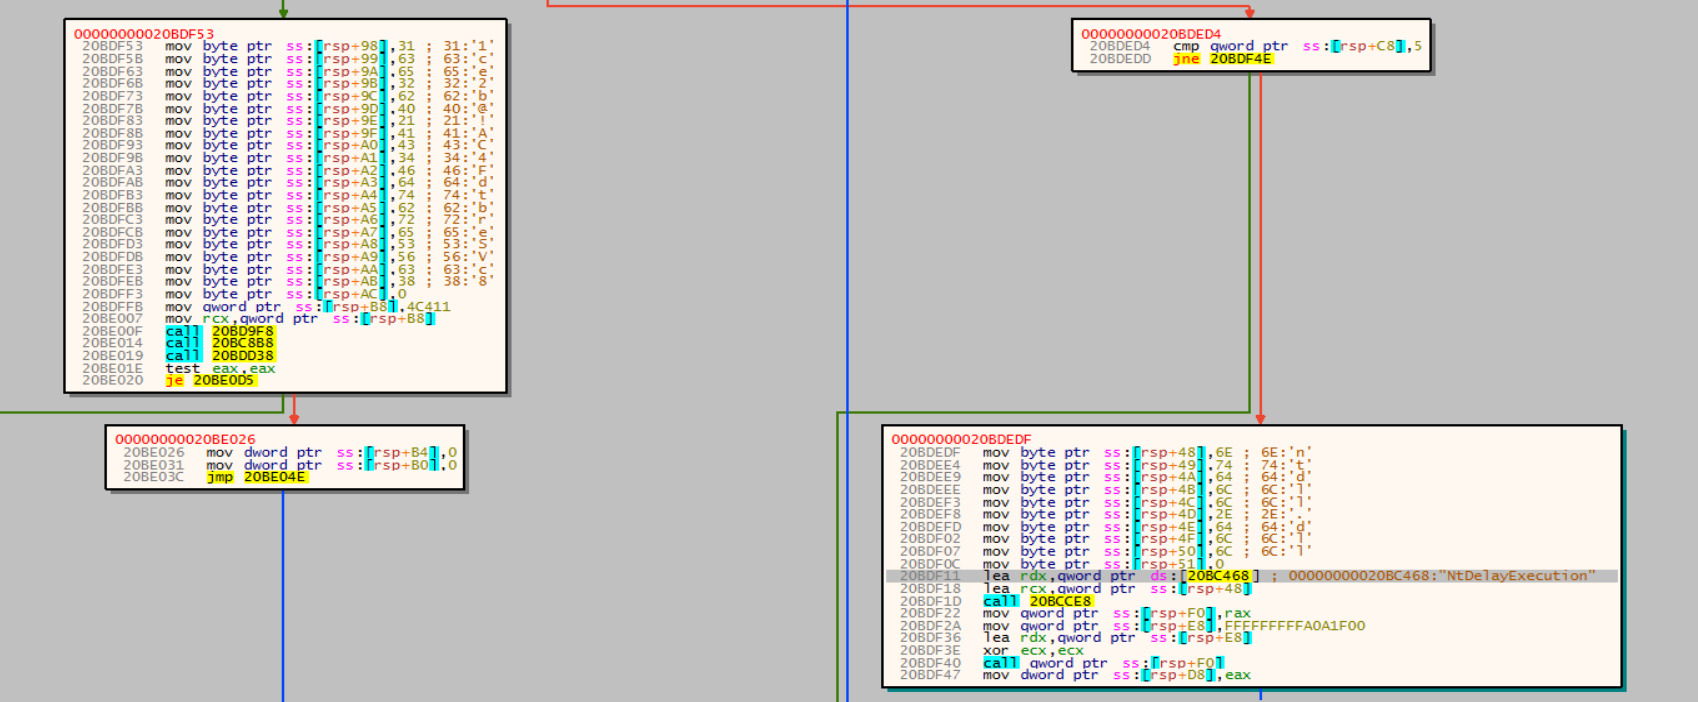 00000000020BDF53
20BDF53 mov byte ptr ss:[rsp+98],31 ; 31:'1'
20BDF5B mov byte ptr ss:[rsp+99],63 ; 63:'c'
20BDF63 mov byte ptr ss:[rsp+9A],65 ; 65:'e'
20BDF6B mov byte ptr ss:[rsp+9B],32 ; 32:'2'
20BDF73 mov byte ptr ss:[rsp+9C],62 ; 62:'b'
20BDF7B mov byte ptr ss:[rsp+9D],40 ; 40:'@'
20BDF83 mov byte ptr ss:[rsp+9E],21 ; 21:'!'
20BDF8B mov byte ptr ss:[rsp+9F],41 ; 41:'A'
20BDF93 mov byte ptr ss:[rsp+A0],43 ; 43:'C'
20BDF9B mov byte ptr ss:[rsp+A1],34 ; 34:'4'
20BDFA3 mov byte ptr ss:[rsp+A2],46 ; 46:'F'
20BDFAB mov byte ptr ss:[rsp+A3],64 ; 64:'d'
20BDFB3 mov byte ptr ss:[rsp+A4],74 ; 74:'t'
20BDFBB mov byte ptr ss:[rsp+A5],62 ; 62:'b'
20BDFC3 mov byte ptr ss:[rsp+A6],72 ; 72:'r'
20BDFCB mov byte ptr ss:[rsp+A7],65 ; 65:'e'
20BDFD3 mov byte ptr ss:[rsp+A8],53 ; 53:'S'
20BDFDB mov byte ptr ss:[rsp+A9],56 ; 56:'V'
20BDFE3 mov byte ptr ss:[rsp+AA],63 ; 63:'c'
20BDFEB mov byte ptr ss:[rsp+AB],38 ; 38:'8'
20BDFF3 mov byte ptr ss:[rsp+AC],0
20BDFFB mov qword ptr ss:[rsp+B8],4C411
20BE007 mov rcx,qword ptr ss:[rsp+B8]
20BE00F call 20BD9F8
20BE014 call 20BC8B8
20BE019 call 20BDD38
20BE01E test eax,eax
20BE020 je 20BE0D5
00000000020BE026
20BE026 mov dword ptr ss:[rsp+B4],0
20BE031 mov dword ptr ss:[rsp+B0],0
20BE03C jmp 20BE04E
00000000020BDED4
20BDED4 cmp qword ptr ss:[rsp+C8],5
20BDEDD jne 20BDF4E
00000000020BDEDF
20BDEDF mov byte ptr ss:[rsp+48],6E ; 6E:'n'
20BDEE4 mov byte ptr ss:[rsp+49],74 ; 74:'t'
20BDEE9 mov byte ptr ss:[rsp+4A],64 ; 64:'d'
20BDEEE mov byte ptr ss:[rsp+4B],6C ; 6C:'l'
20BDEF3 mov byte ptr ss:[rsp+4C],6C ; 6C:'l'
20BDEF8 mov byte ptr ss:[rsp+4D],2E ; 2E:'.'
20BDEFD mov byte ptr ss:[rsp+4E],64 ; 64:'d'
20BDF02 mov byte ptr ss:[rsp+4F],6C ; 6C:'l'
20BDF07 mov byte ptr ss:[rsp+50],6C ; 6C:'l'
20BDF0C mov byte ptr ss:[rsp+51],0
20BDF11 lea rdx,qword ptr ds:[20BC468] ; 00000000020BC468:"NtDelayExecution"
20BDF18 lea rcx,qword ptr ss:[rsp+48]
20BDF1D call 20BCCE8
20BDF22 mov qword ptr ss:[rsp+F0],rax
20BDF2A mov qword ptr ss:[rsp+E8],FFFFFFFFFA0A1F00
20BDF36 lea rdx,qword ptr ss:[rsp+E8]
20BDF3E xor ecx,ecx
20BDF40 call qword ptr ss:[rsp+F0]
20BDF47 mov dword ptr ss:[rsp+D8],eax